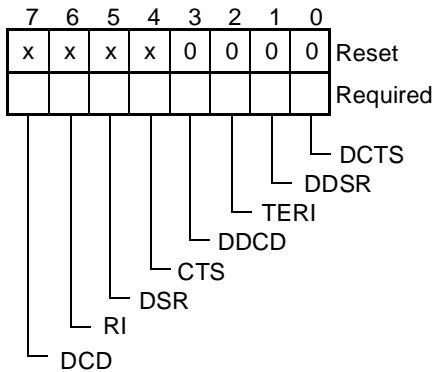 7 6 5 4 3 2 1 0
x x x x 0 0 0 0 Reset
Required
DCTS
DDSR
TERI
DDCD
CTS
DSR
RI
DCD